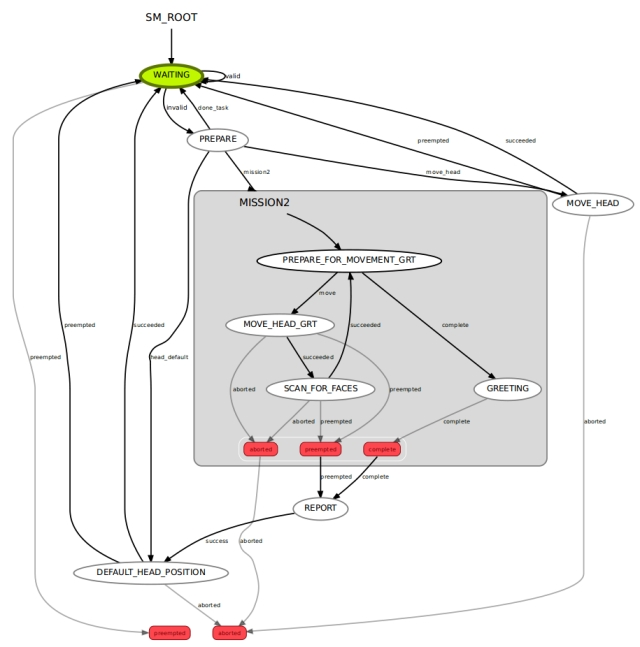 SM_ROOT
WAITING
valid
invalid
done_task
PREPARE
preempted
succeeded
mission2
move_head
MISSION2
MOVE_HEAD
PREPARE_FOR_MOVEMENT_GRT
move
MOVE_HEAD_GRT
preempted
succeeded
succeeded
complete
head_default
preempted
succeeded
SCAN_FOR_FACES
GREETING
aborted
preempted
aborted
preempted
complete
aborted
aborted
preempted
complete
preempted
complete
REPORT
success
aborted
DEFAULT_HEAD_POSITION
aborted
preempted
aborted